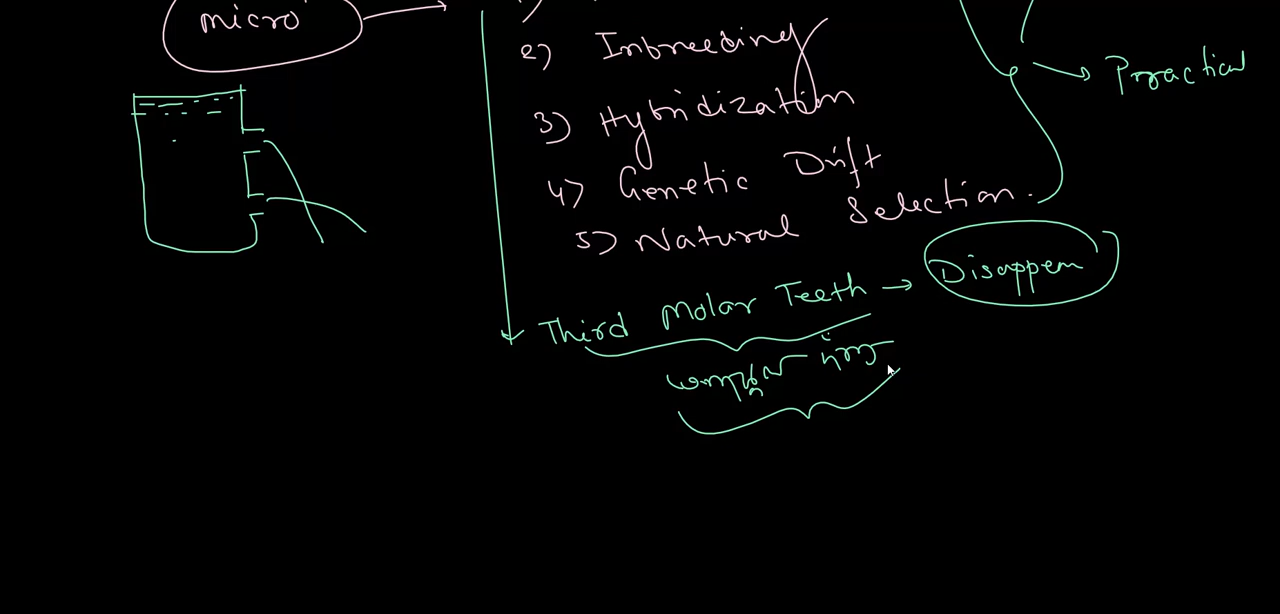 micro
2) Inbreeding
3) Hybridization
4) Genetic Drift
5) Natural Selection.
Practical
Third Molar Teeth → Disappear
দাঁত